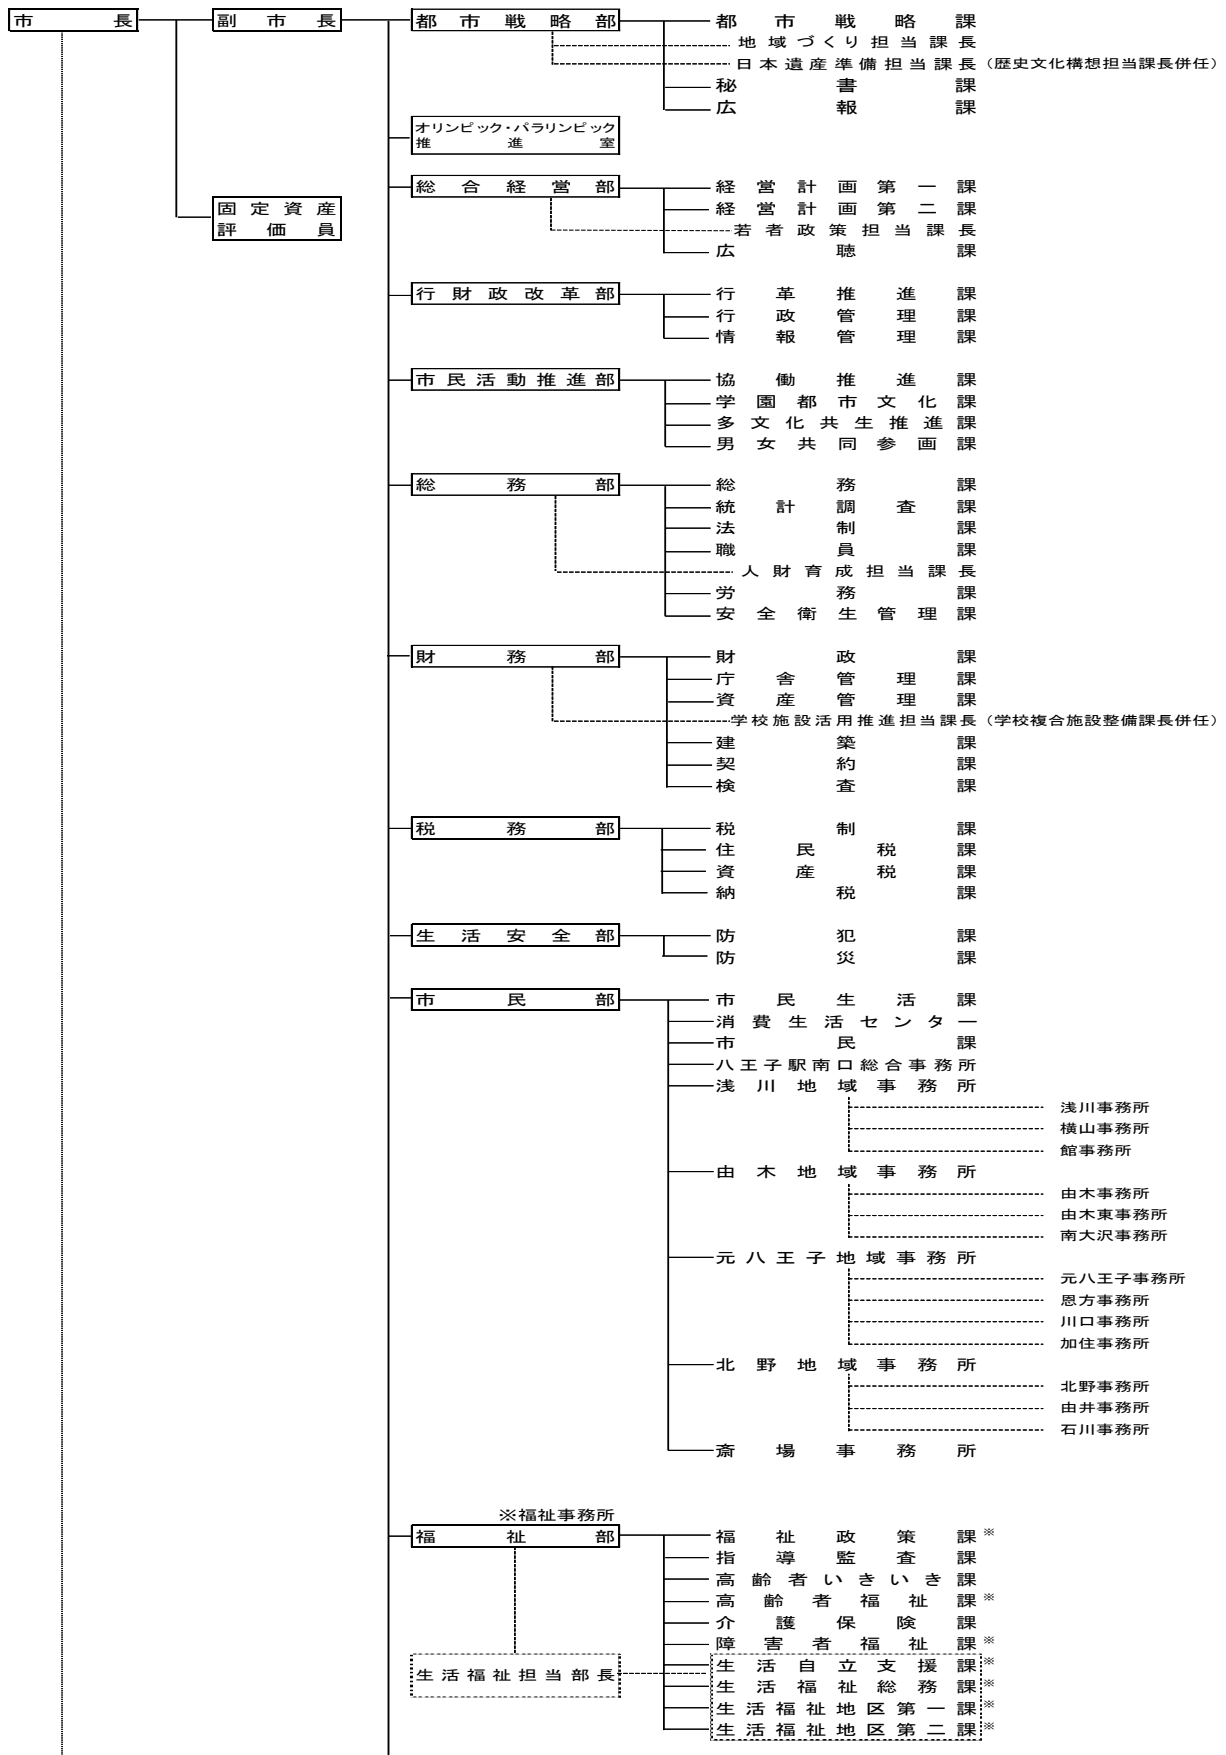 市長
副市長
都市戦略部
都市戦略課
地域づくり担当課長
日本遺産準備担当課長（歴史文化構想担当課長併任）
秘書課
広報課
オリンピック・パラリンピック
推進室
総合経営部
経営計画第一課
固定資産
評価員
経営計画第二課
若者政策担当課長
広聴課
行財政改革部
行革推進課
行政管理課
情報管理課
市民活動推進部
協働推進課
学園都市文化課
多文化共生推進課
男女共同参画課
総務部
総務課
統計調査課
法制課
職員課
人財育成担当課長
労務課
安全衛生管理課
財務部
財政課
庁舎管理課
資産管理課
学校施設活用推進担当課長（学校複合施設整備課長併任）
建築課
契約課
検査課
税務部
税制課
住民税課
資産税課
納税課
生活安全部
防犯課
防災課
市民部
市民生活課
消費生活センター
市民課
八王子駅南口総合事務所
浅川地域事務所
浅川事務所
横山事務所
館事務所
由木地域事務所
由木事務所
由木東事務所
南大沢事務所
元八王子地域事務所
元八王子事務所
恩方事務所
川口事務所
加住事務所
北野地域事務所
北野事務所
由井事務所
石川事務所
斎場事務所
※福祉事務所
福祉部
福祉政策課※
指導監査課
高齢者いきいき課
高齢者福祉課※
介護保険課
障害者福祉課※
生活福祉担当部長
生活自立支援課※
生活福祉総務課※
生活福祉地区第一課※
生活福祉地区第二課※